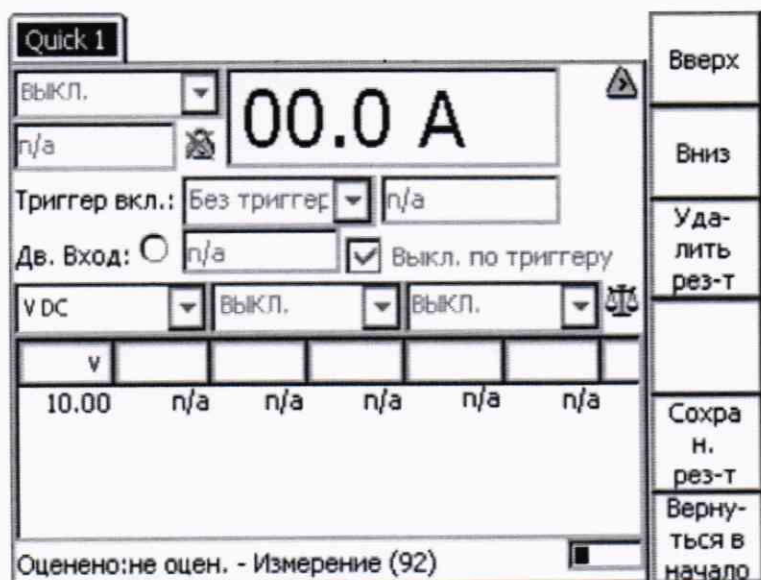 Quick 1
ВЫКЛ.
00.0 A
n/a
Триггер вкл.: Без триггер n/a
Дв. Вход: n/a Выкл. по триггеру
V DC ВЫКЛ. ВЫКЛ.
V
10.00 n/a n/a n/a n/a n/a
Оценено:не оцен. - Измерение (92)
Вверх
Вниз
Уда-
лить
рез-т
Сохра
н.
рез-т
Верну-
ться в
начало